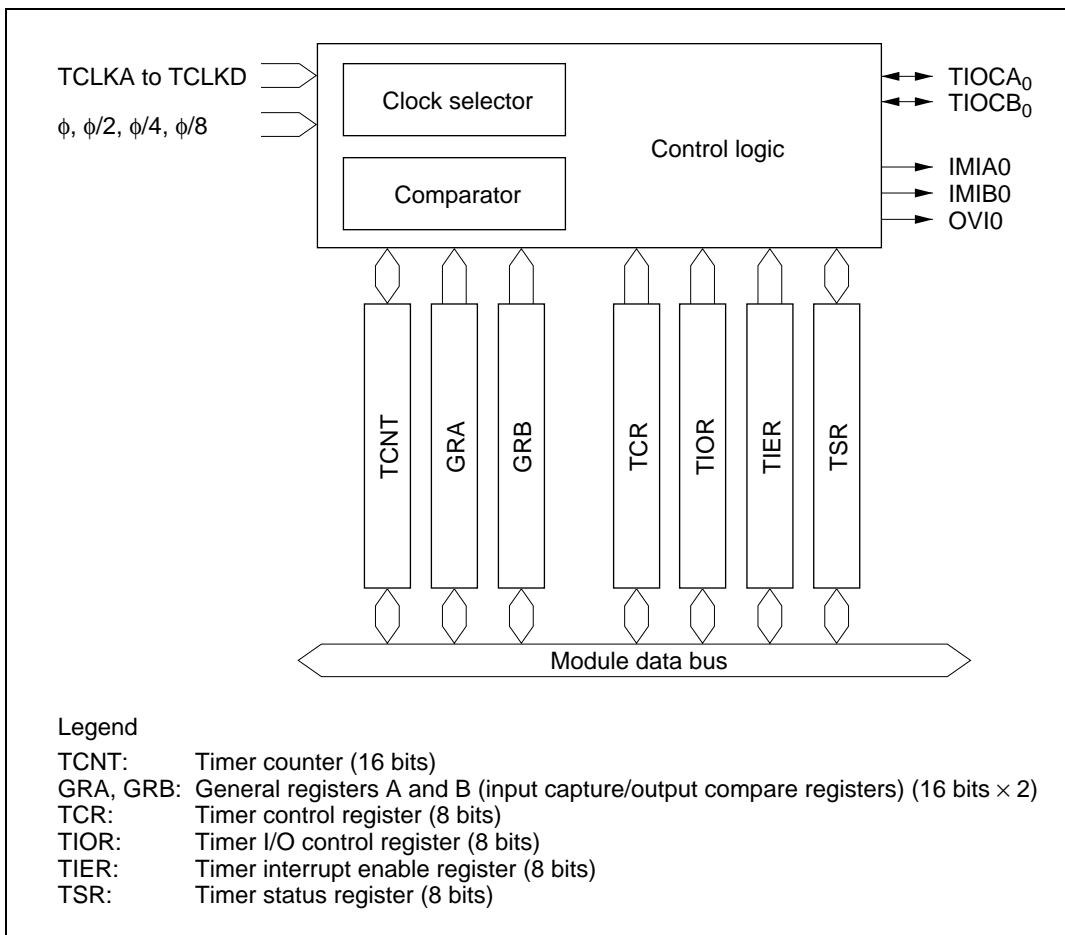 TCLKA to TCLKD
ϕ, ϕ/2, ϕ/4, ϕ/8
Clock selector
Comparator
Control logic
TIOCA₀
TIOCB₀
IMIA0
IMIB0
OVI0
TCNT
GRA
GRB
TCR
TIOR
TIER
TSR
Module data bus
Legend
TCNT: Timer counter (16 bits)
GRA, GRB: General registers A and B (input capture/output compare registers) (16 bits × 2)
TCR: Timer control register (8 bits)
TIOR: Timer I/O control register (8 bits)
TIER: Timer interrupt enable register (8 bits)
TSR: Timer status register (8 bits)